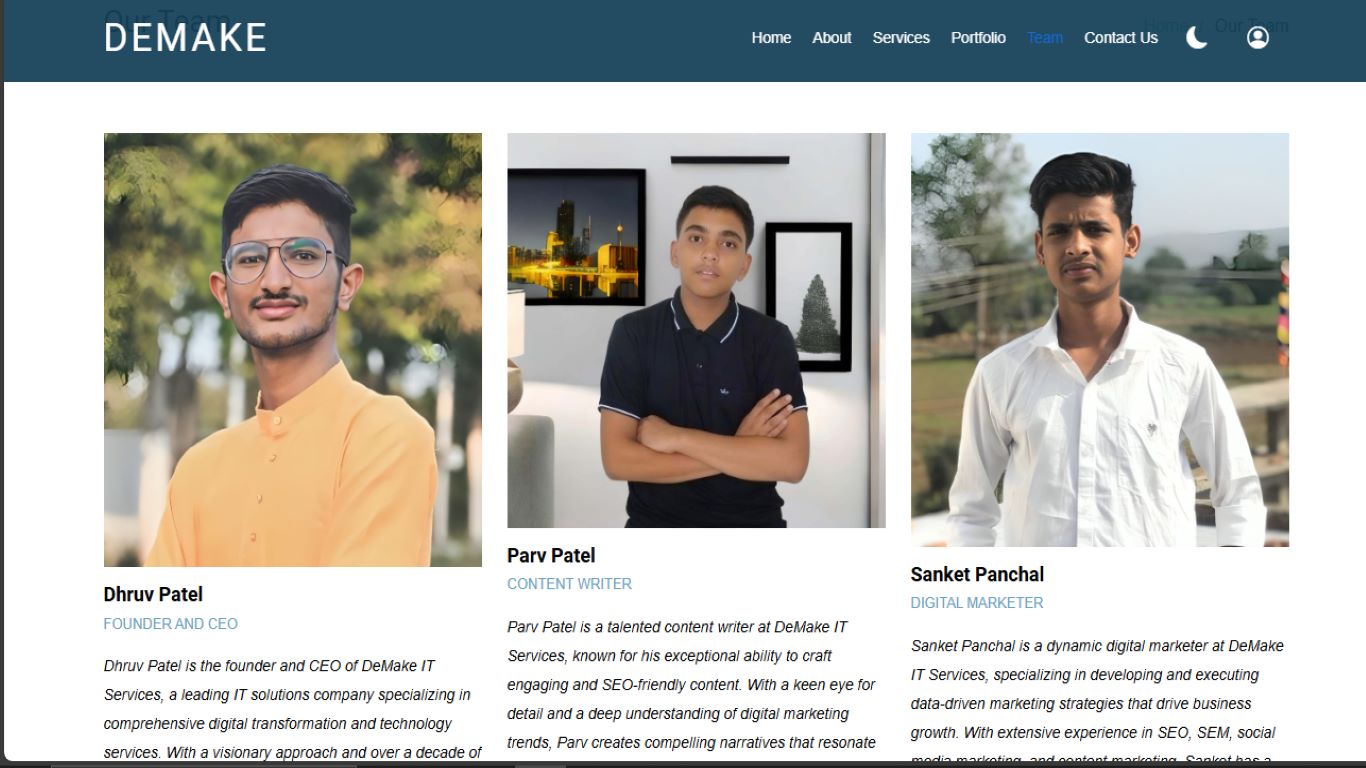 Our Team
DEMAKE
Home
About
Services
Portfolio
Team
Contact Us
Home
Our Team
Dhruv Patel
FOUNDER AND CEO
Dhruv Patel is the founder and CEO of DeMake IT
Services, a leading IT solutions company specializing in
comprehensive digital transformation and technology
services. With a visionary approach and over a decade of
Parv Patel
CONTENT WRITER
Parv Patel is a talented content writer at DeMake IT
Services, known for his exceptional ability to craft
engaging and SEO-friendly content. With a keen eye for
detail and a deep understanding of digital marketing
trends, Parv creates compelling narratives that resonate
Sanket Panchal
DIGITAL MARKETER
Sanket Panchal is a dynamic digital marketer at DeMake
IT Services, specializing in developing and executing
data-driven marketing strategies that drive business
growth. With extensive experience in SEO, SEM, social
media marketing, and content marketing, Sanket has a